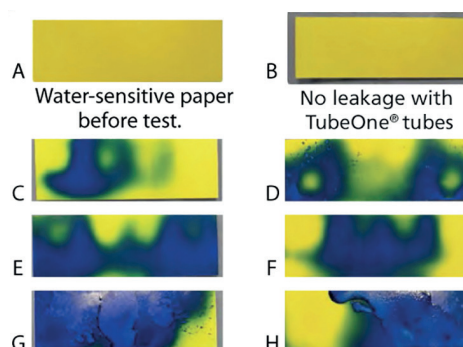 A
B
Water-sensitive paper
before test.
No leakage with
TubeOne® tubes
C
D
E
F
G
H